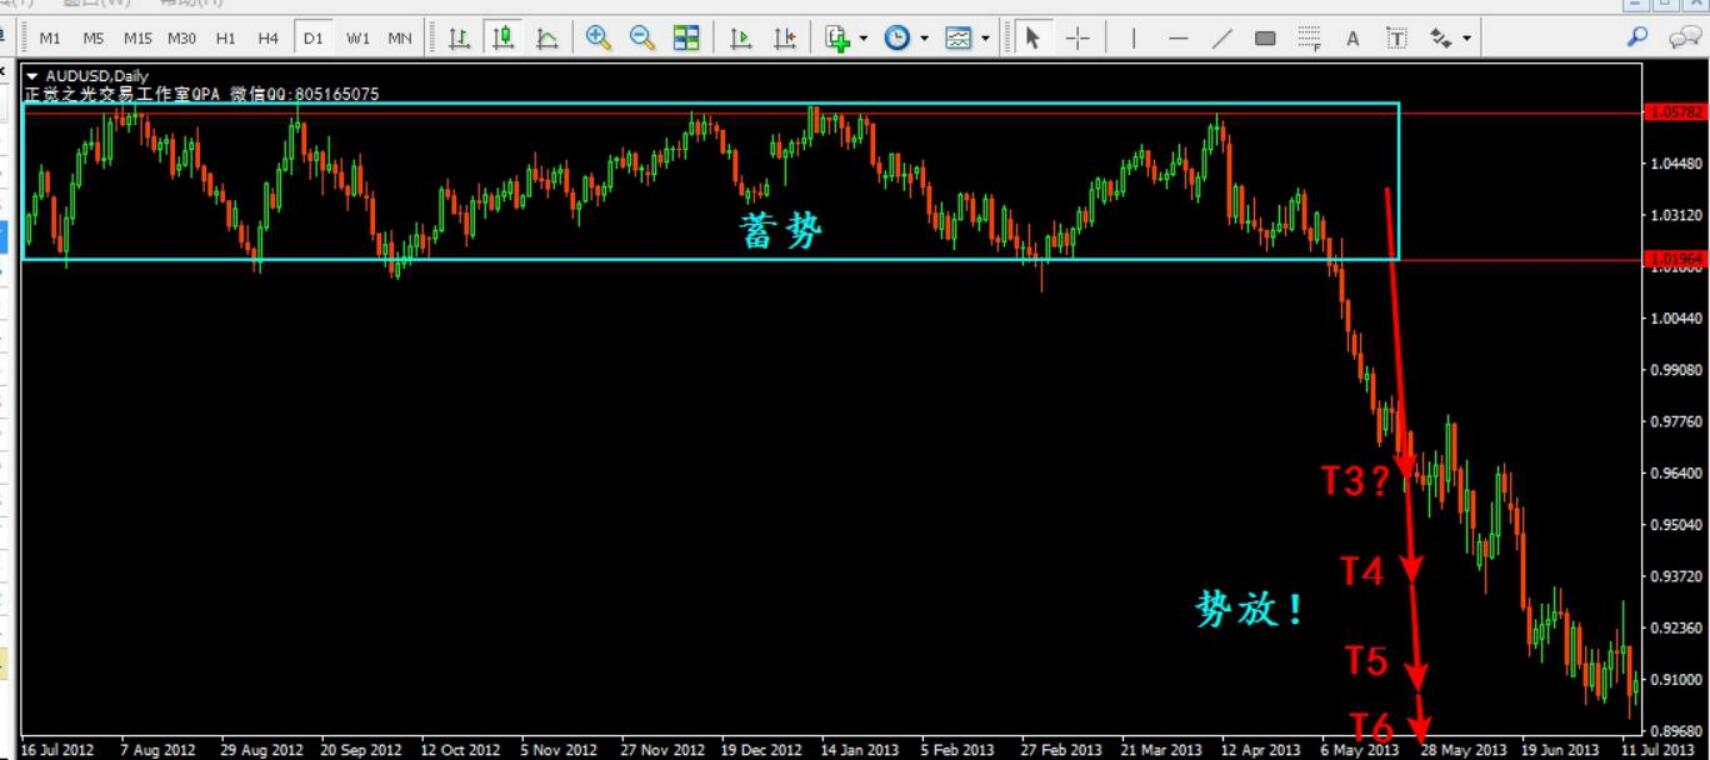 M1 M5 M15 M30 H1 H4 D1 W1 MN
AUDUSD,Daily
正觉之光交易工作室QPA 微信QQ:805165075
1.05782
1.04480
1.03120
1.01964
1.00440
0.99080
0.97760
0.96400
0.95040
0.93720
0.92360
0.91000
0.89680
蓄势
T3?
T4
势放!
T5
T6
16 Jul 2012 7 Aug 2012 29 Aug 2012 20 Sep 2012 12 Oct 2012 5 Nov 2012 27 Nov 2012 19 Dec 2012 14 Jan 2013 5 Feb 2013 27 Feb 2013 21 Mar 2013 12 Apr 2013 6 May 2013 28 May 2013 19 Jun 2013 11 Jul 2013